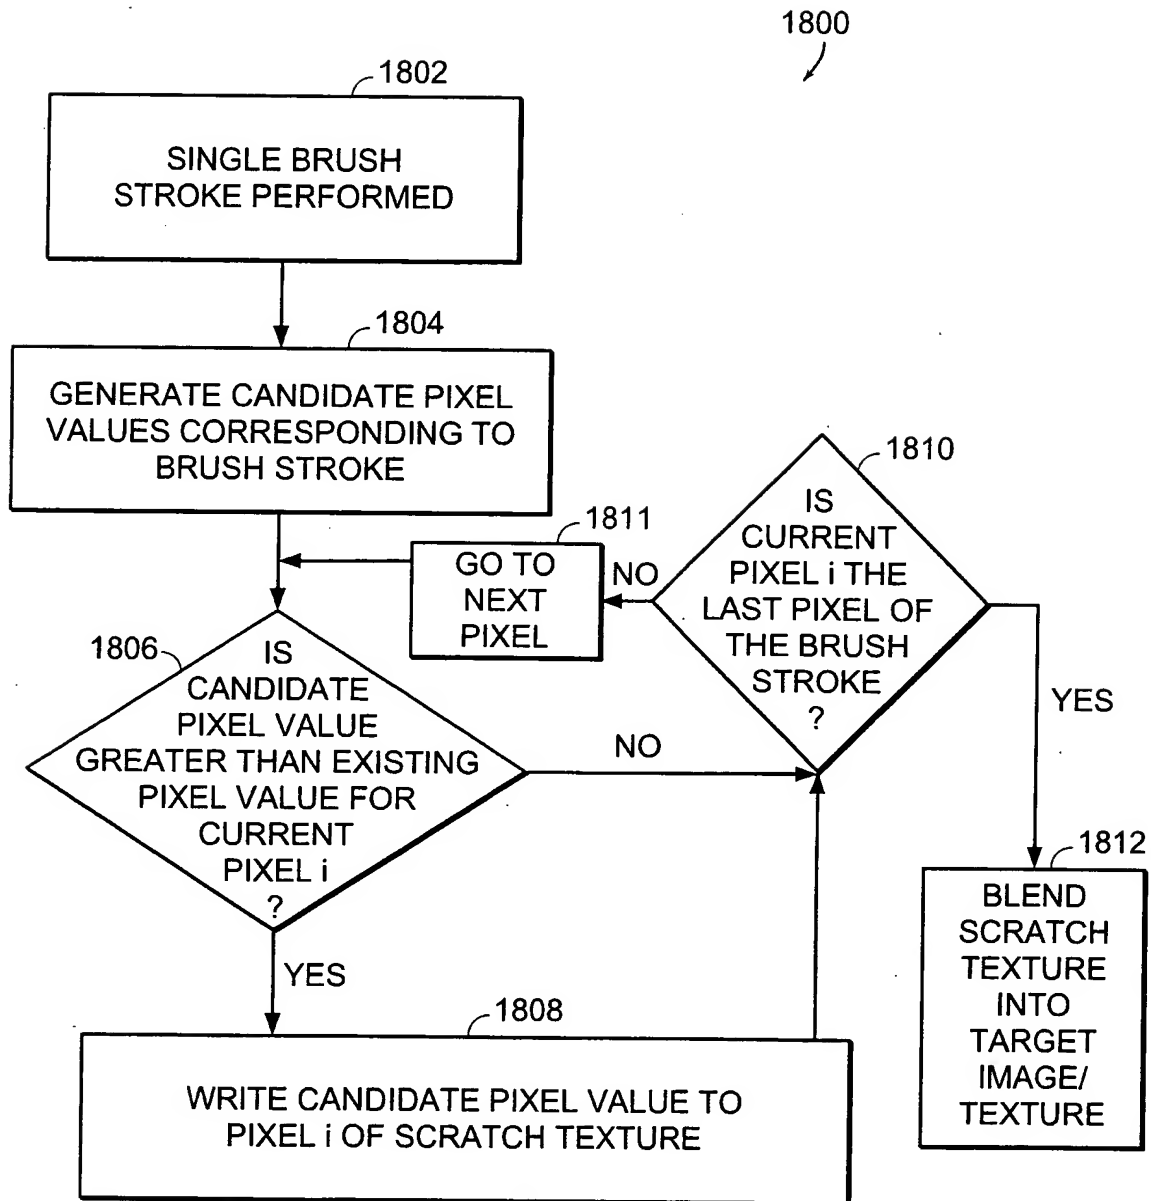 1800
1802
SINGLE BRUSH
STROKE PERFORMED
1804
GENERATE CANDIDATE PIXEL
VALUES CORRESPONDING TO
BRUSH STROKE
1806
IS
CANDIDATE
PIXEL VALUE
GREATER THAN EXISTING
PIXEL VALUE FOR
CURRENT
PIXEL i
?
YES
NO
1808
WRITE CANDIDATE PIXEL VALUE TO
PIXEL i OF SCRATCH TEXTURE
1810
IS
CURRENT
PIXEL i THE
LAST PIXEL OF
THE BRUSH
STROKE
?
NO
1811
GO TO
NEXT
PIXEL
YES
1812
BLEND
SCRATCH
TEXTURE
INTO
TARGET
IMAGE/
TEXTURE